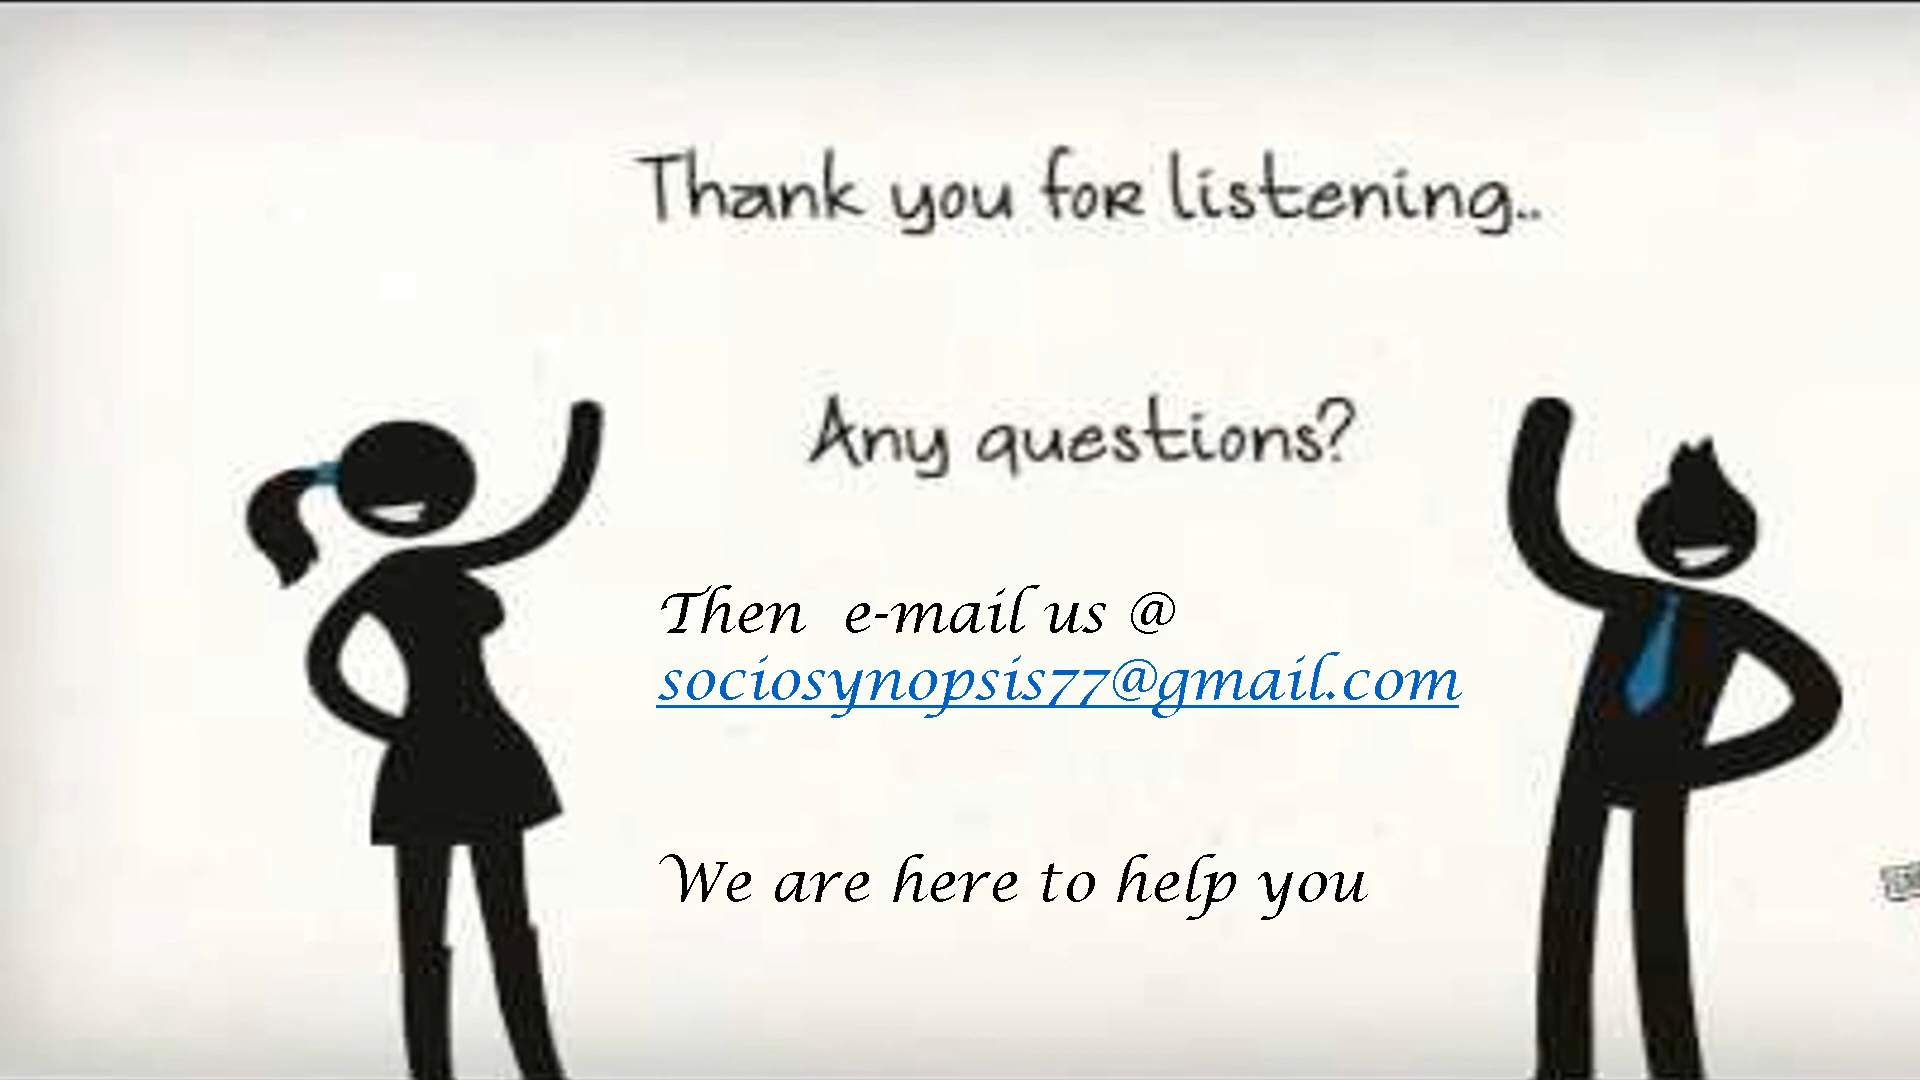 Thank you for listening..
Any questions?
Then e-mail us @
sociosynopsis77@gmail.com
We are here to help you